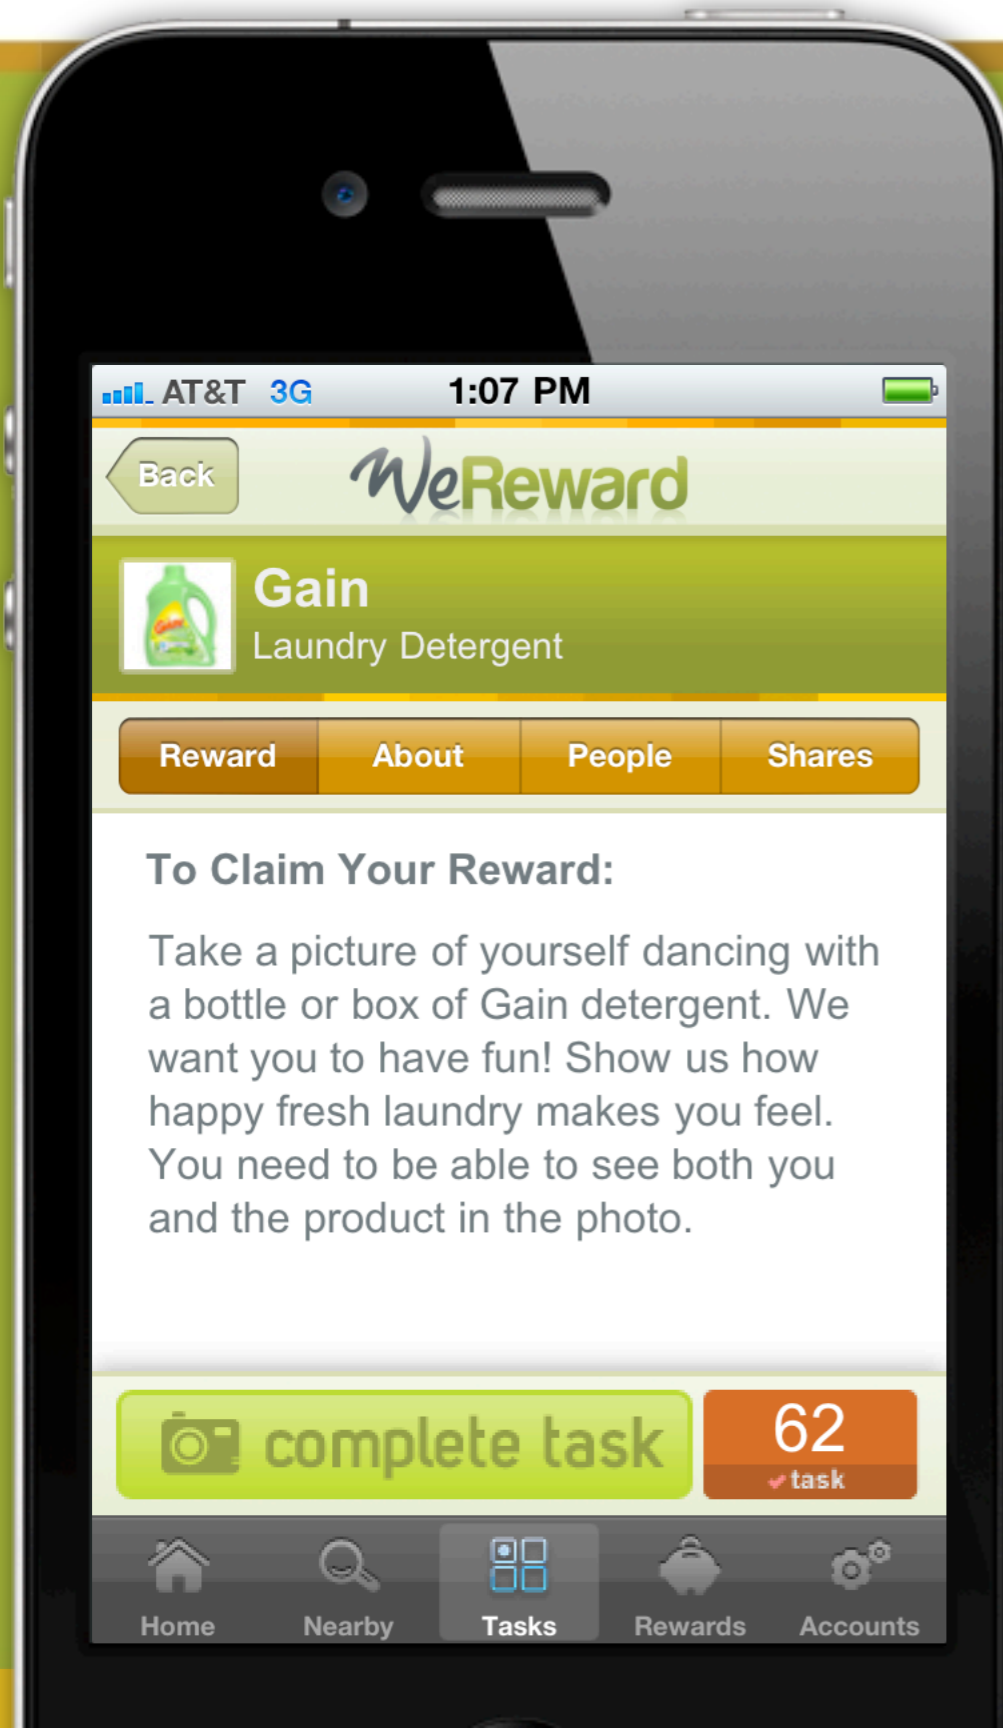 AT&T 3G 1:07 PM
Back WeReward
Gain
Laundry Detergent
Reward About People Shares
To Claim Your Reward:
Take a picture of yourself dancing with
a bottle or box of Gain detergent. We
want you to have fun! Show us how
happy fresh laundry makes you feel.
You need to be able to see both you
and the product in the photo.
complete task 62
task
Home Nearby Tasks Rewards Accounts